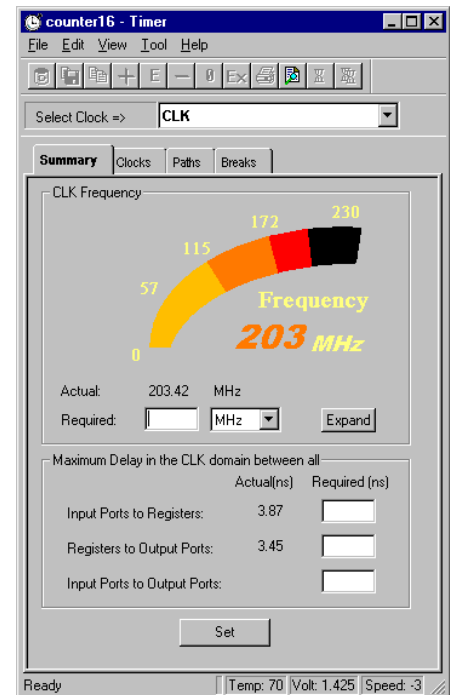 counter16 - Timer
File Edit View Tool Help
E 0 Ex
Select Clock => CLK
Summary Clocks Paths Breaks
CLK Frequency
0 57 115 172 230
Frequency
203 MHz
Actual: 203.42 MHz
Required: MHz Expand
Maximum Delay in the CLK domain between all
Actual(ns) Required (ns)
Input Ports to Registers: 3.87
Registers to Output Ports: 3.45
Input Ports to Output Ports:
Set
Ready Temp: 70 Volt: 1.425 Speed: -3